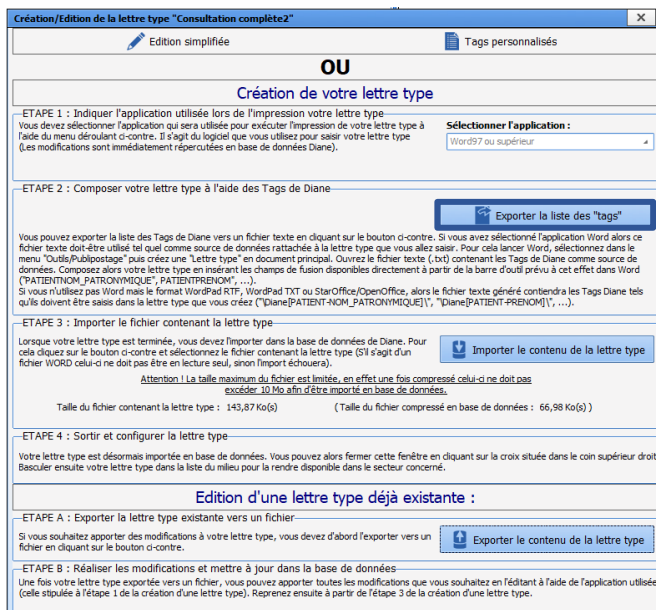 Création/Edition de la lettre type "Consultation complète2"
Edition simplifiée
Tags personnalisés
OU
Création de votre lettre type
ETAPE 1 : Indiquer l'application utilisée lors de l'impression votre lettre type
Vous devez sélectionner l'application qui sera utilisée pour exécuter l'impression de votre lettre type à
l'aide du menu déroulant ci-contre. Il s'agit du logiciel que vous utilisez pour saisir votre lettre type
(Les modifications sont immédiatement répercutées en base de données Diane).
Sélectionner l'application :
Word97 ou supérieur
ETAPE 2 : Composer votre lettre type à l'aide des Tags de Diane
Exporter la liste des "tags"
Vous pouvez exporter la liste des Tags de Diane vers un fichier texte en cliquant sur le bouton ci-contre. Si vous avez sélectionné l'application Word alors ce
fichier texte doit-être utilisé tel quel comme source de données rattachée à la lettre type que vous allez saisir. Pour cela lancer Word, sélectionnez dans le
menu "Outils/Publipostage" puis créez une "Lettre type" en document principal. Ouvrez le fichier texte (.txt) contenant les Tags de Diane comme source de
données. Composez alors votre lettre type en insérant les champs de fusion disponibles directement à partir de la barre d'outil prévu à cet effet dans Word
("PATIENTNOM_PATRONYMIQUE", PATIENTPRENOM", ...).
Si vous n'utilisez pas Word mais le format WordPad RTF, WordPad TXT ou StarOffice/OpenOffice, alors le fichier texte généré contiendra les Tags Diane tels
qu'ils doivent être saisis dans la lettre type que vous créez ("\Diane[PATIENT-NOM_PATRONYMIQUE]\", "\Diane[PATIENT-PRENOM]\", ...).
ETAPE 3 : Importer le fichier contenant la lettre type
Lorsque votre lettre type est terminée, vous devez l'importer dans la base de données de Diane. Pour
cela cliquez sur le bouton ci-contre et sélectionnez le fichier contenant la lettre type (S'il s'agit d'un
fichier WORD celui-ci ne doit pas être en lecture seul, sinon l'import échouera).
Importer le contenu de la lettre type
Attention ! La taille maximum du fichier est limitée, en effet une fois compressé celui-ci ne doit pas
excéder 10 Mo afin d'être importé en base de données.
Taille du fichier contenant la lettre type : 143,87 Ko(s) ( Taille du fichier compressé en base de données : 66,98 Ko(s) )
ETAPE 4 : Sortir et configurer la lettre type
Votre lettre type est désormais importée en base de données. Vous pouvez alors fermer cette fenêtre en cliquant sur la croix située dans le coin supérieur droit
Basculer ensuite votre lettre type dans la liste du milieu pour la rendre disponible dans le secteur concerné.
Edition d'une lettre type déjà existante :
ETAPE A : Exporter la lettre type existante vers un fichier
Si vous souhaitez apporter des modifications à votre lettre type, vous devez d'abord l'exporter vers un
fichier en cliquant sur le bouton ci-contre.
Exporter le contenu de la lettre type
ETAPE B : Réaliser les modifications et mettre à jour dans la base de données
Une fois votre lettre type exportée vers un fichier, vous pouvez apporter toutes les modifications que vous souhaitez en l'éditant à l'aide de l'application utilisée
(celle stipulée à l'étape 1 de la création d'une lettre type). Reprenez ensuite à partir de l'étape 3 de la création d'une lettre type.